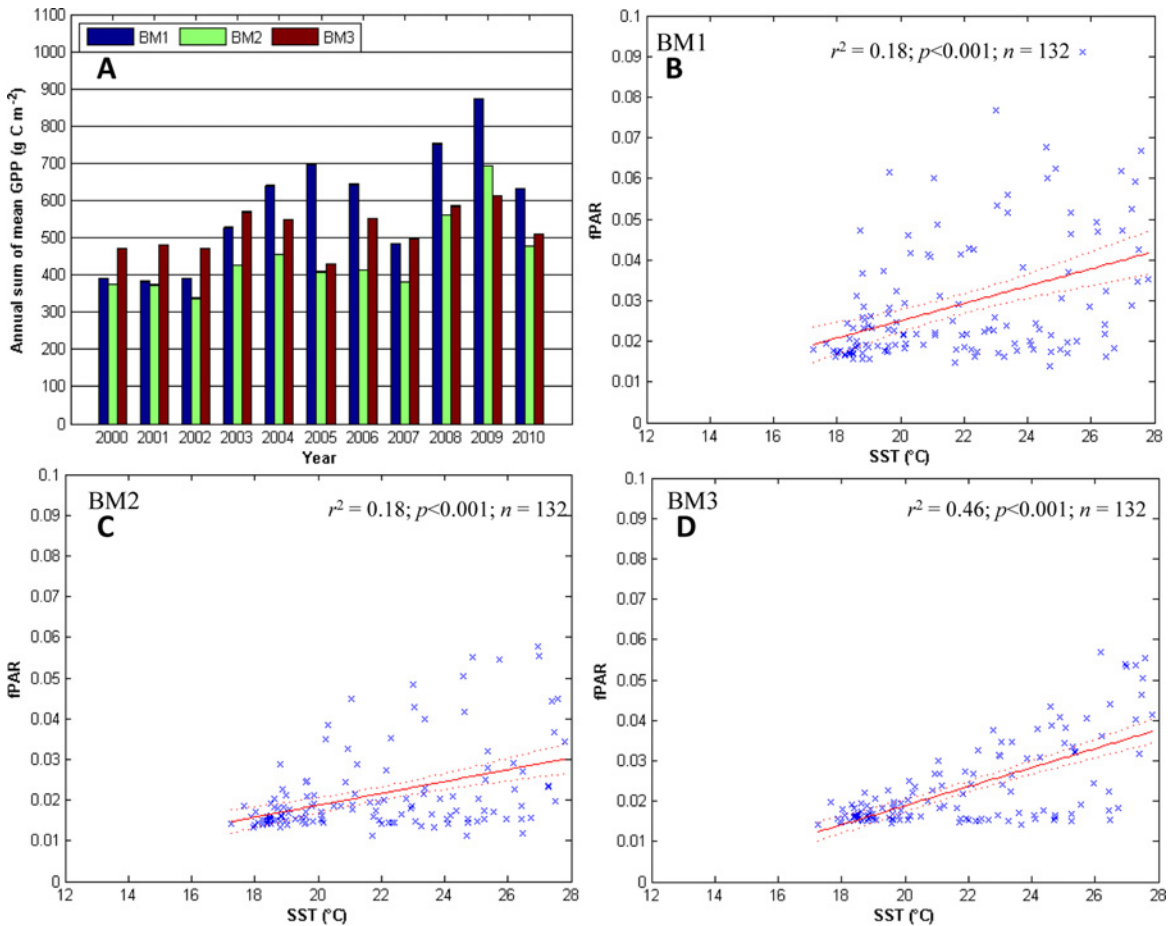 1100
1000
900
800
700
600
500
400
300
200
100
0
Annual sum of mean GPP (g C m⁻²)
BM1 BM2 BM3
A
2000 2001 2002 2003 2004 2005 2006 2007 2008 2009 2010
Year
0.1
0.09
0.08
0.07
0.06
0.05
0.04
0.03
0.02
0.01
0
fPAR
BM1
B
r² = 0.18; p<0.001; n = 132
12 14 16 18 20 22 24 26 28
SST (°C)
0.1
0.09
0.08
0.07
0.06
0.05
0.04
0.03
0.02
0.01
0
fPAR
BM2
C
r² = 0.18; p<0.001; n = 132
12 14 16 18 20 22 24 26 28
SST (°C)
0.1
0.09
0.08
0.07
0.06
0.05
0.04
0.03
0.02
0.01
0
fPAR
BM3
D
r² = 0.46; p<0.001; n = 132
12 14 16 18 20 22 24 26 28
SST (°C)